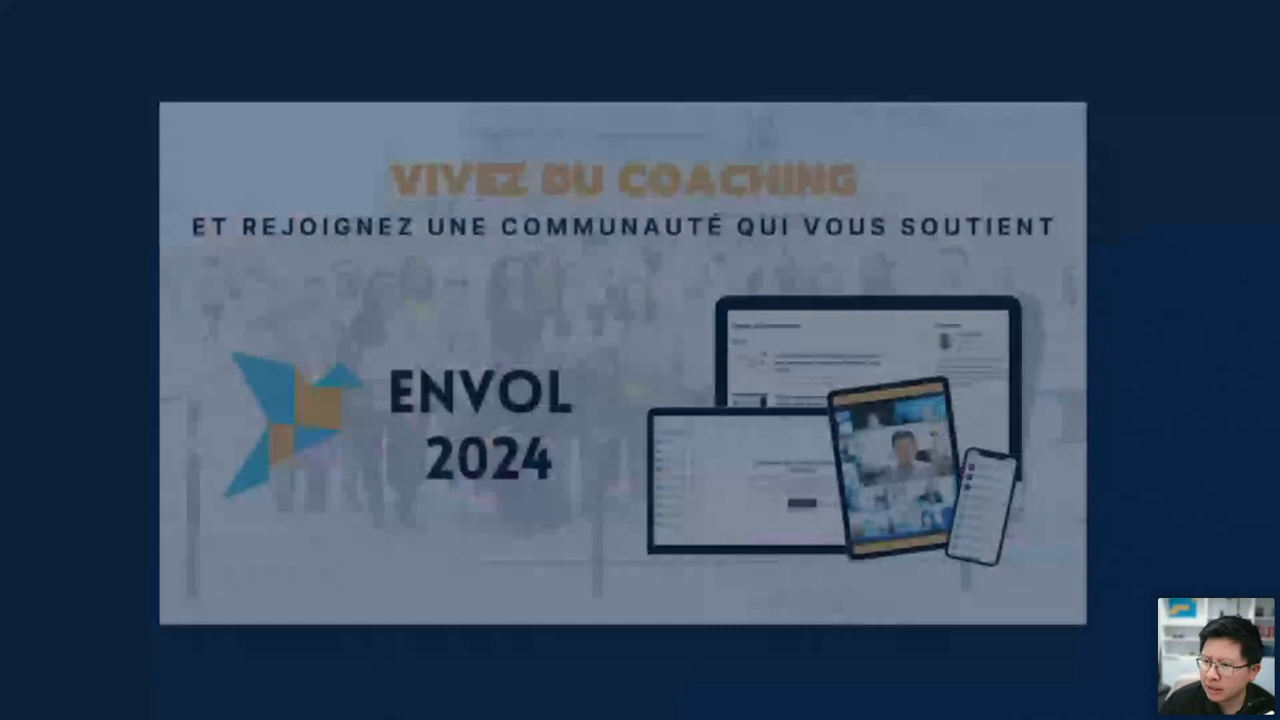 VIVEZ DU COACHING
ET REJOIGNEZ UNE COMMUNAUTÉ QUI VOUS SOUTIENT
ENVOL
2024